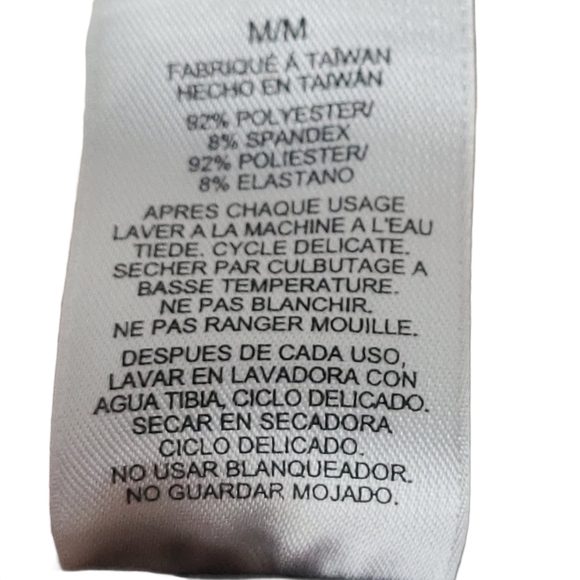 M/M
FABRIQUÉ Á TAÏWAN
HECHO EN TAIWÁN
92% POLYESTER/
8% SPANDEX
92% POLIESTER/
8% ELASTANO
APRES CHAQUE USAGE
LAVER A LA MACHINE A L'EAU
TIEDE. CYCLE DELICATE.
SECHER PAR CULBUTAGE A
BASSE TEMPERATURE.
NE PAS BLANCHIR.
NE PAS RANGER MOUILLE.
DESPUES DE CADA USO,
LAVAR EN LAVADORA CON
AGUA TIBIA, CICLO DELICADO.
SECAR EN SECADORA
CICLO DELICADO.
NO USAR BLANQUEADOR.
NO GUARDAR MOJADO.